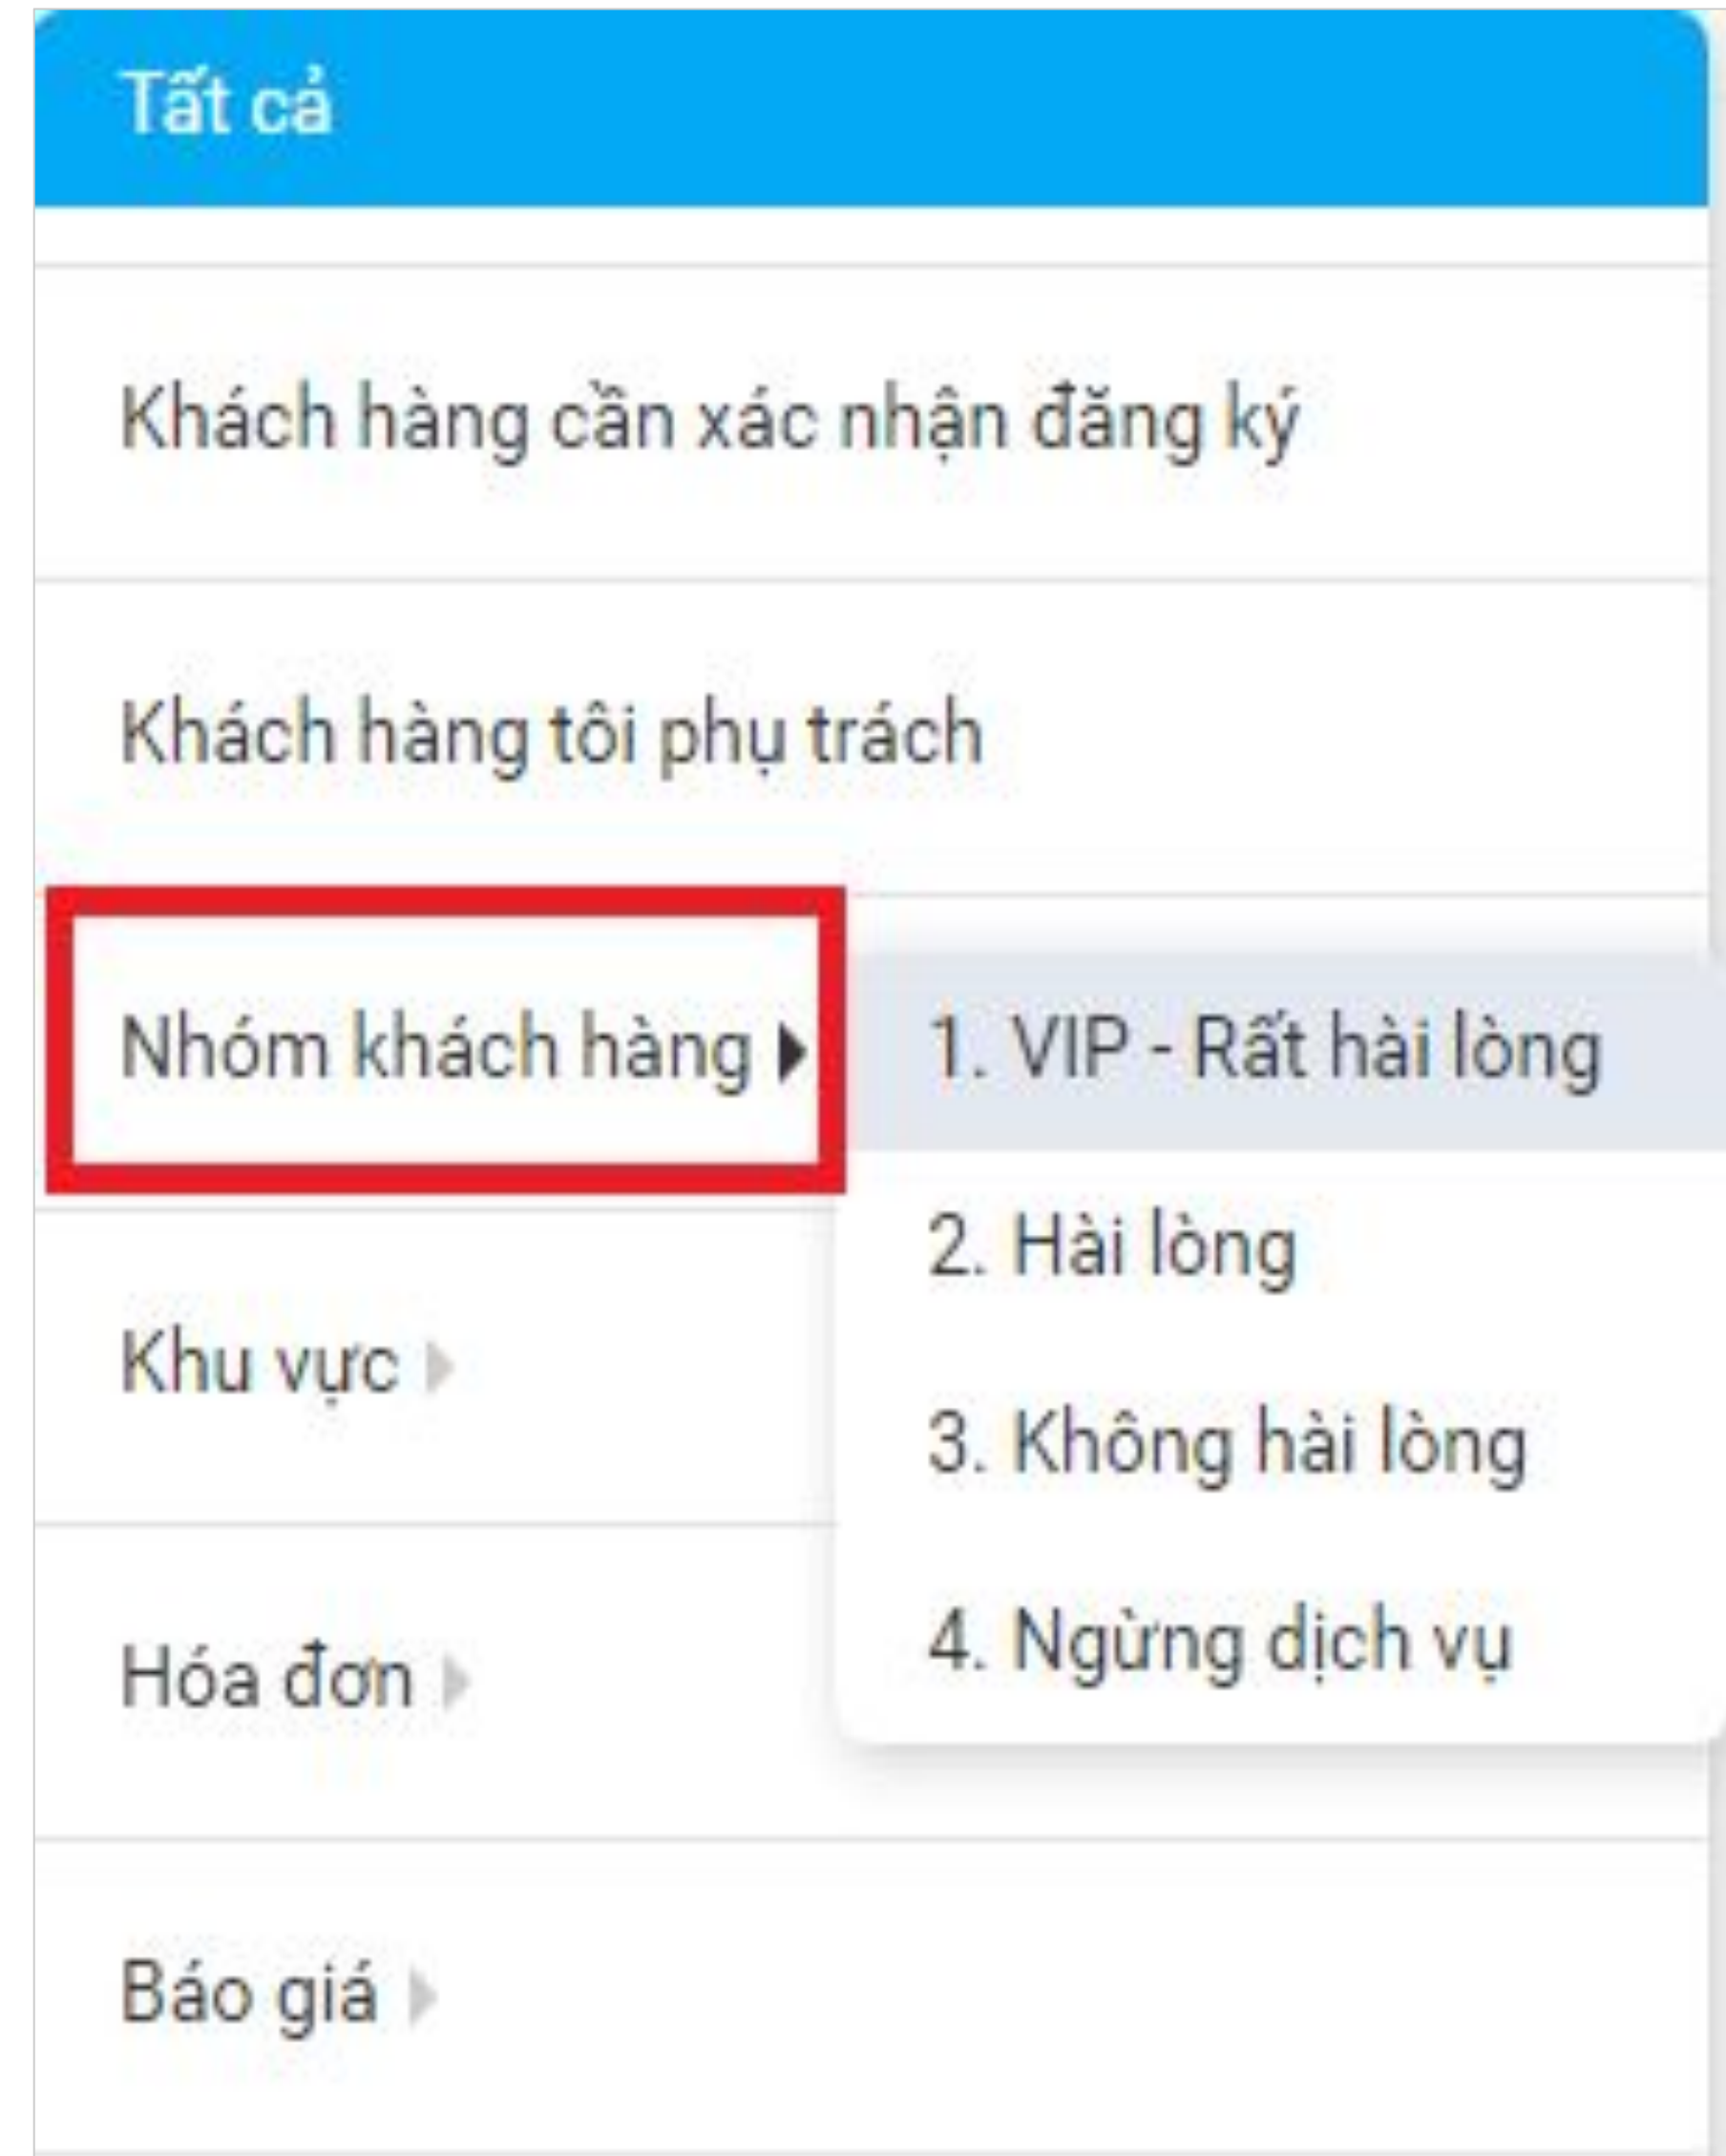 Tất cả
Khách hàng cần xác nhận đăng ký
Khách hàng tôi phụ trách
Nhóm khách hàng
1. VIP - Rất hài lòng
2. Hài lòng
3. Không hài lòng
4. Ngừng dịch vụ
Khu vực
Hóa đơn
Báo giá